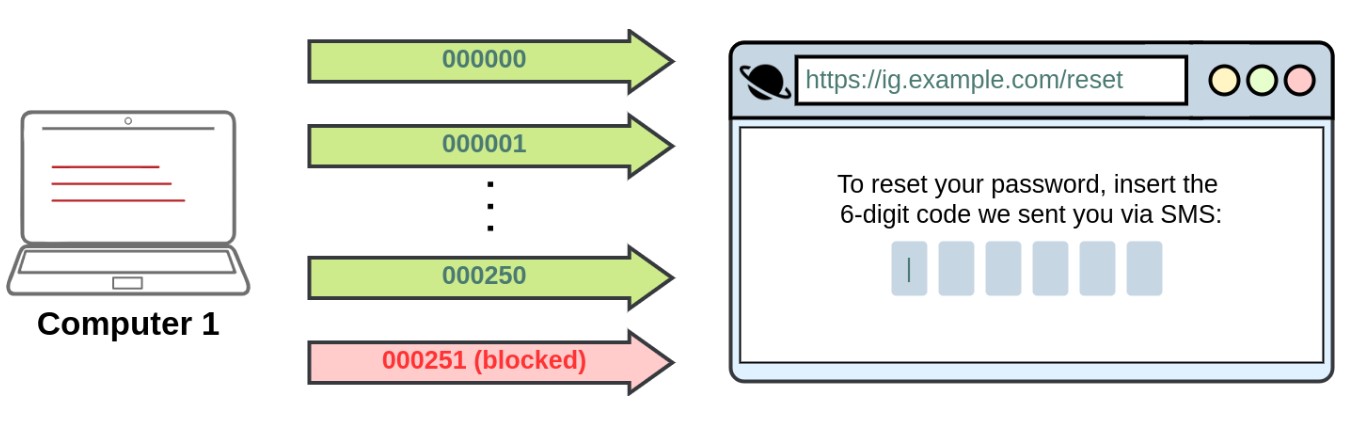 000000
000001
000250
000251 (blocked)
Computer 1
https://ig.example.com/reset
To reset your password, insert the
6-digit code we sent you via SMS: